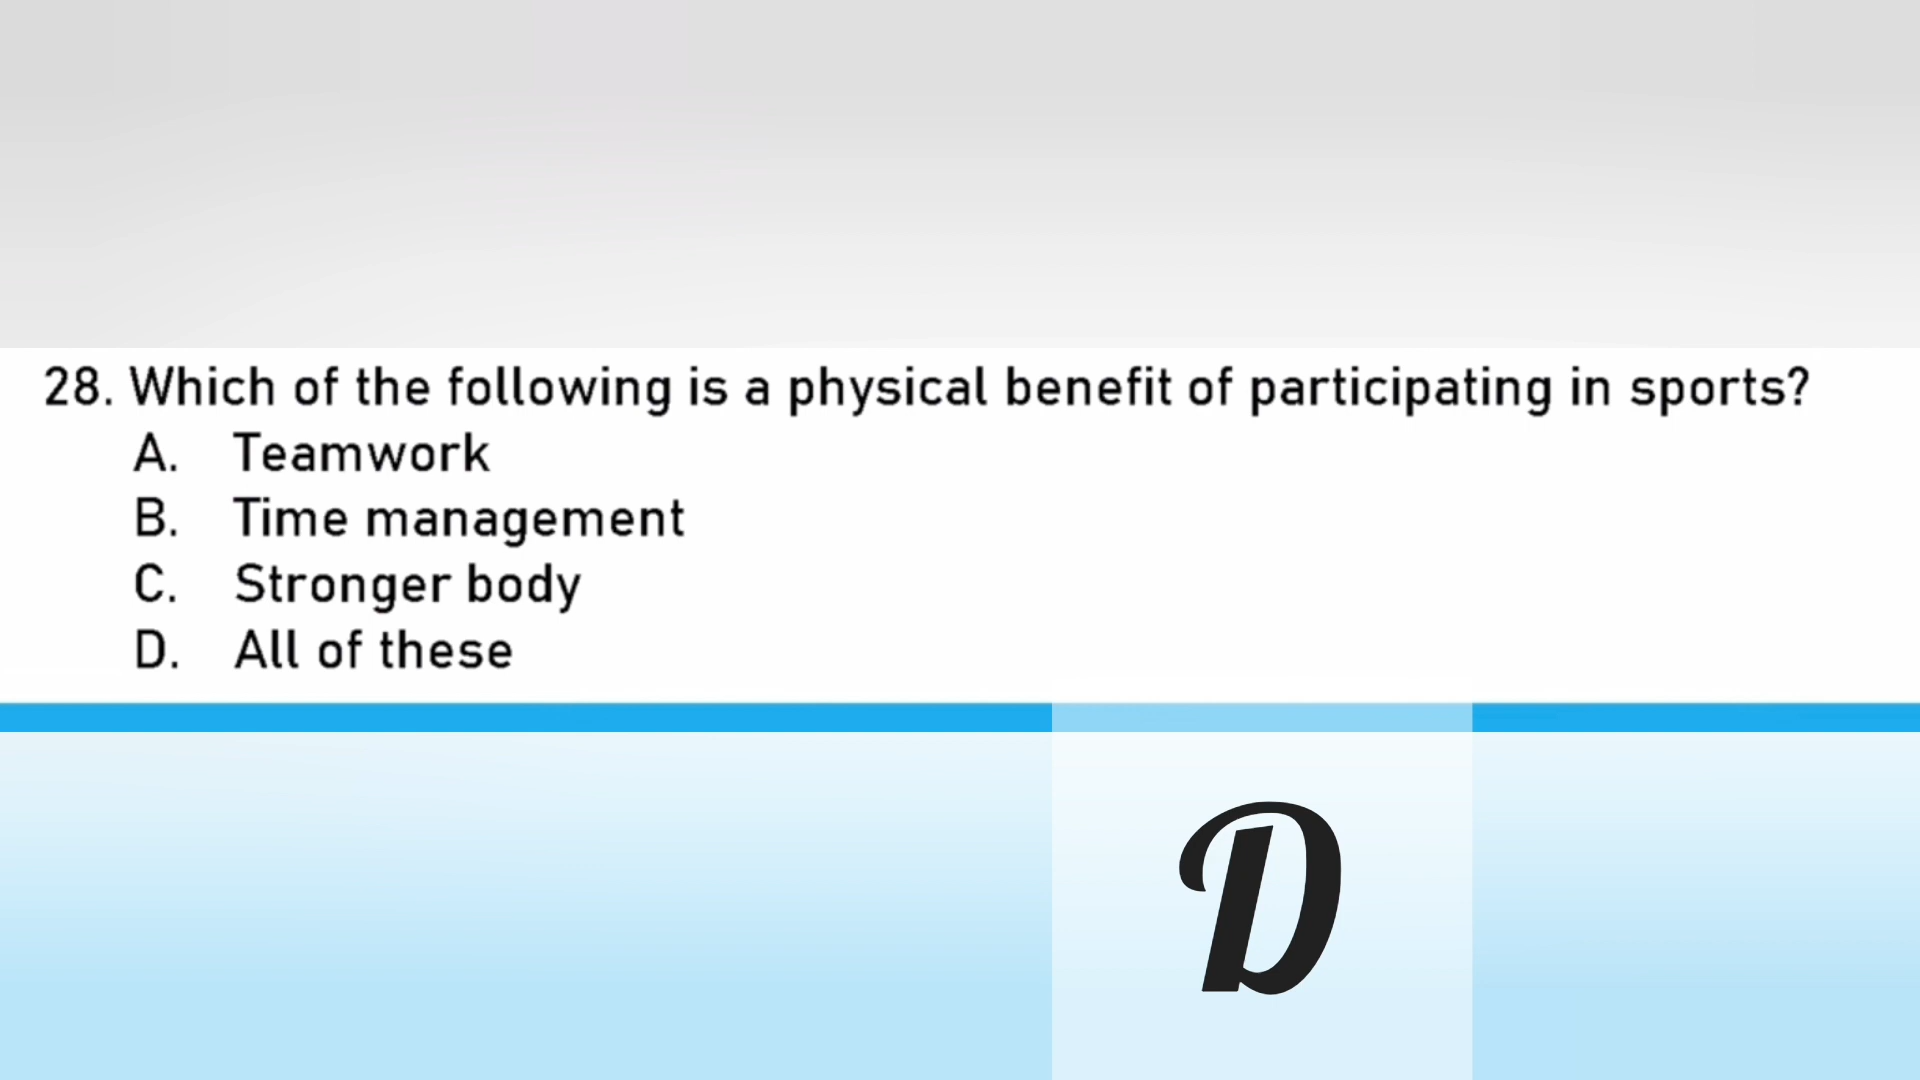 28. Which of the following is a physical benefit of participating in sports?
A. Teamwork
B. Time management
C. Stronger body
D. All of these
D